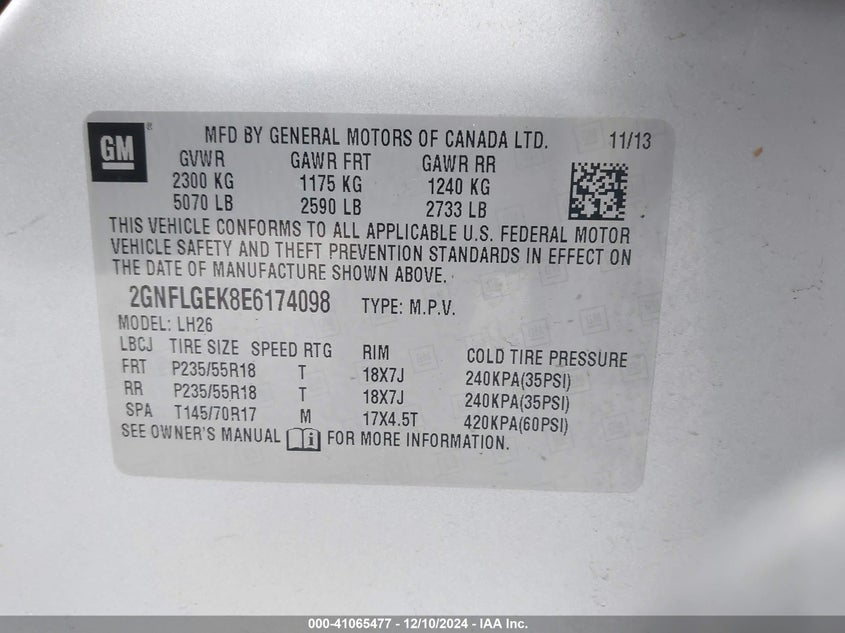 GM ® MFD BY GENERAL MOTORS OF CANADA LTD. 11/13
GVWR GAWR FRT GAWR RR
2300 KG 1175 KG 1240 KG
5070 LB 2590 LB 2733 LB
THIS VEHICLE CONFORMS TO ALL APPLICABLE U.S. FEDERAL MOTOR
VEHICLE SAFETY AND THEFT PREVENTION STANDARDS IN EFFECT ON
THE DATE OF MANUFACTURE SHOWN ABOVE.
2GNFLGEK8E6174098 TYPE: M.P.V.
MODEL: LH26
LBCJ TIRE SIZE SPEED RTG RIM COLD TIRE PRESSURE
FRT P235/55R18 T 18X7J 240KPA(35PSI)
RR P235/55R18 T 18X7J 240KPA(35PSI)
SPA T145/70R17 M 17X4.5T 420KPA(60PSI)
SEE OWNER'S MANUAL FOR MORE INFORMATION.
000-41065477 - 12/10/2024 - IAA Inc.